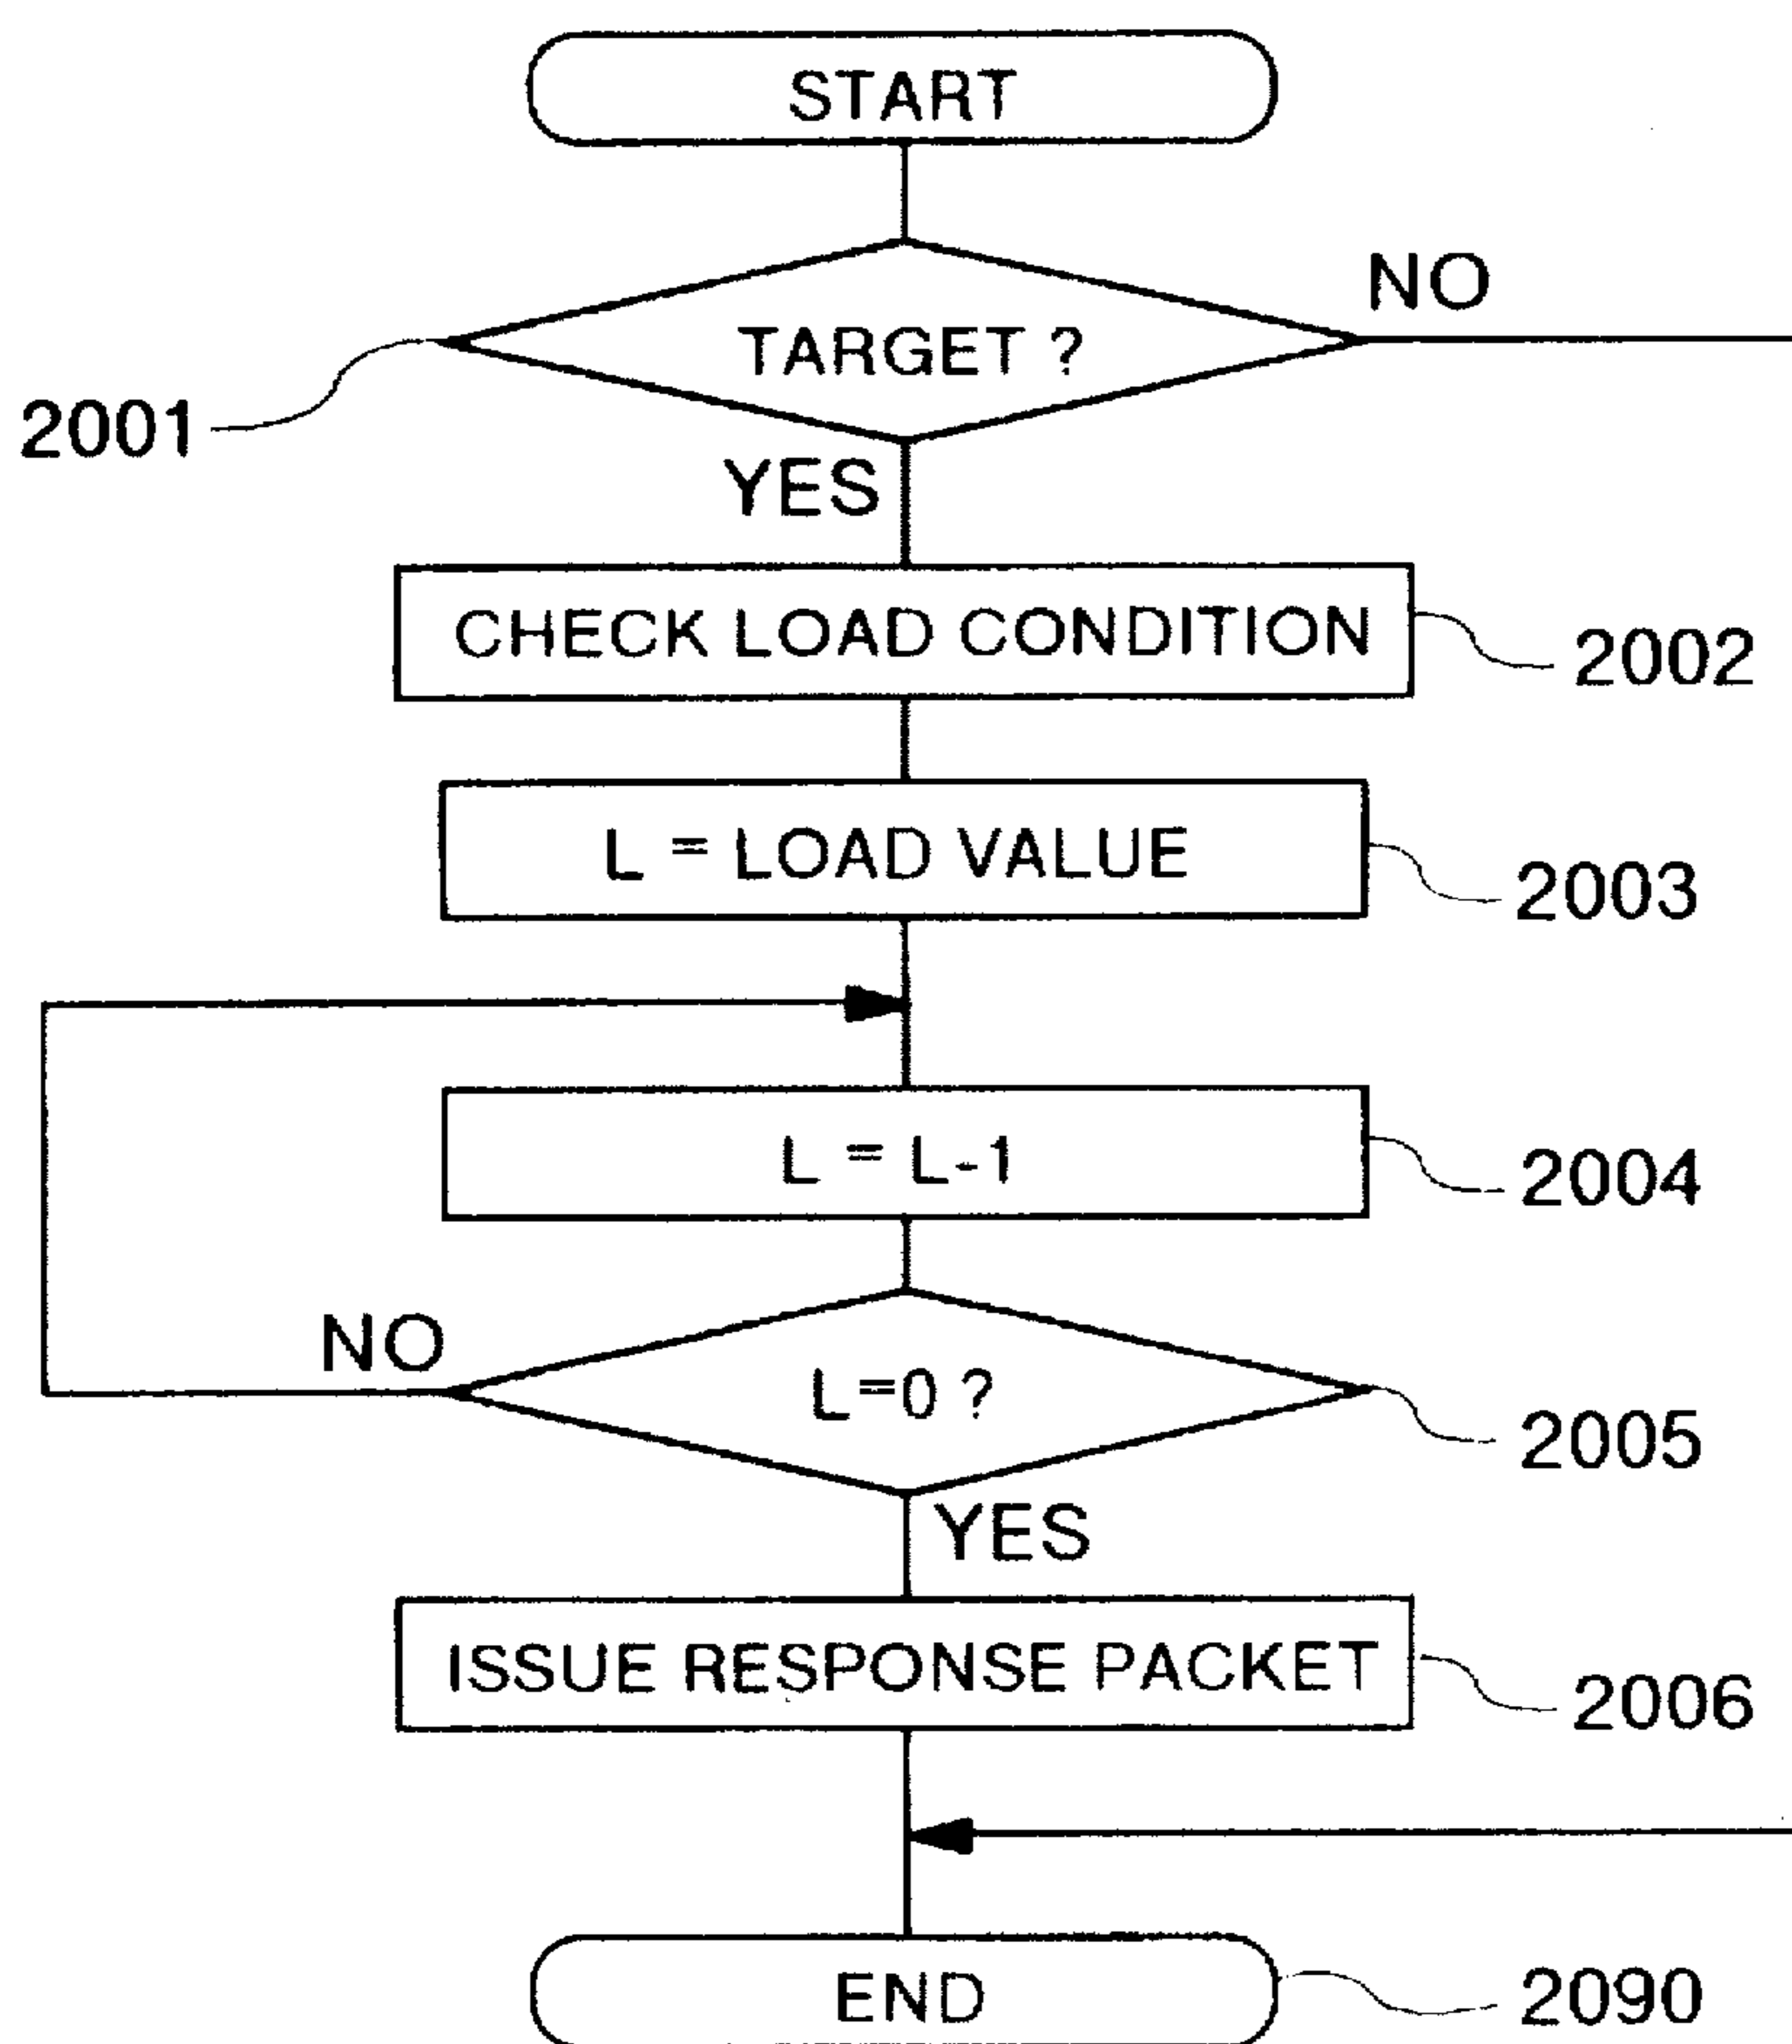 START
NO
TARGET ?
2001
YES
CHECK LOAD CONDITION
2002
L = LOAD VALUE
2003
L = L-1
2004
NO
L=0 ?
2005
YES
ISSUE RESPONSE PACKET
2006
END
2090